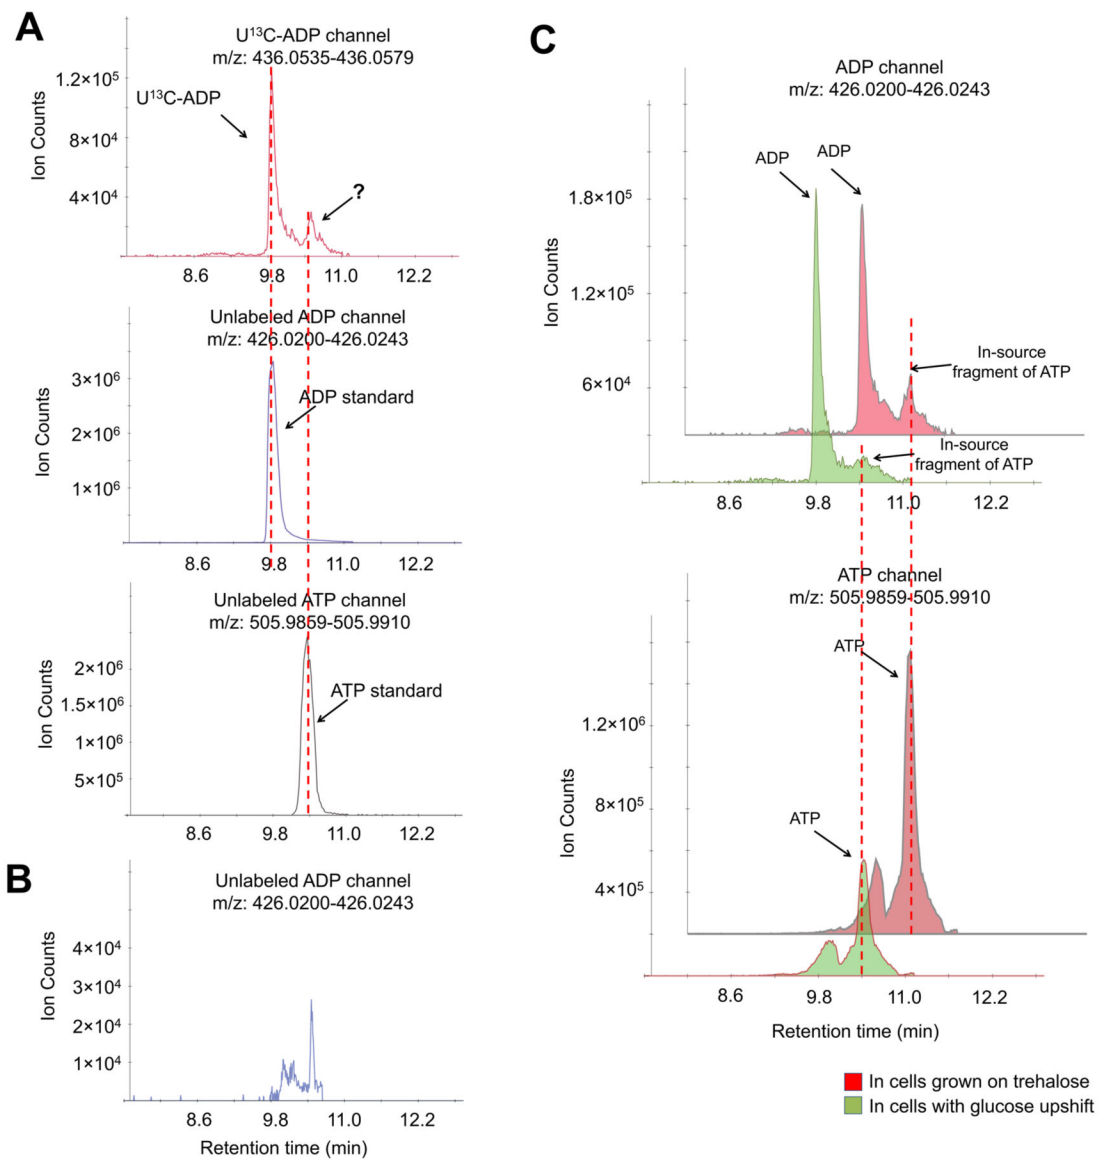 A
U¹³C-ADP channel
m/z: 436.0535-436.0579
Ion Counts
1.2×10⁵
8×10⁴
4×10⁴
U¹³C-ADP
?
8.6 9.8 11.0 12.2
Unlabeled ADP channel
m/z: 426.0200-426.0243
Ion Counts
3×10⁶
2×10⁶
1×10⁶
ADP standard
8.6 9.8 11.0 12.2
Unlabeled ATP channel
m/z: 505.9859-505.9910
Ion Counts
2×10⁶
1.5×10⁶
1×10⁶
5×10⁵
ATP standard
8.6 9.8 11.0 12.2
B
Unlabeled ADP channel
m/z: 426.0200-426.0243
Ion Counts
4×10⁴
3×10⁴
2×10⁴
1×10⁴
8.6 9.8 11.0 12.2
Retention time (min)
C
ADP channel
m/z: 426.0200-426.0243
Ion Counts
1.8×10⁵
1.2×10⁵
6×10⁴
ADP
ADP
In-source
fragment of ATP
In-source
fragment of ATP
8.6 9.8 11.0 12.2
ATP channel
m/z: 505.9859-505.9910
Ion Counts
1.2×10⁶
8×10⁵
4×10⁵
ATP
ATP
8.6 9.8 11.0 12.2
Retention time (min)
In cells grown on trehalose
In cells with glucose upshift